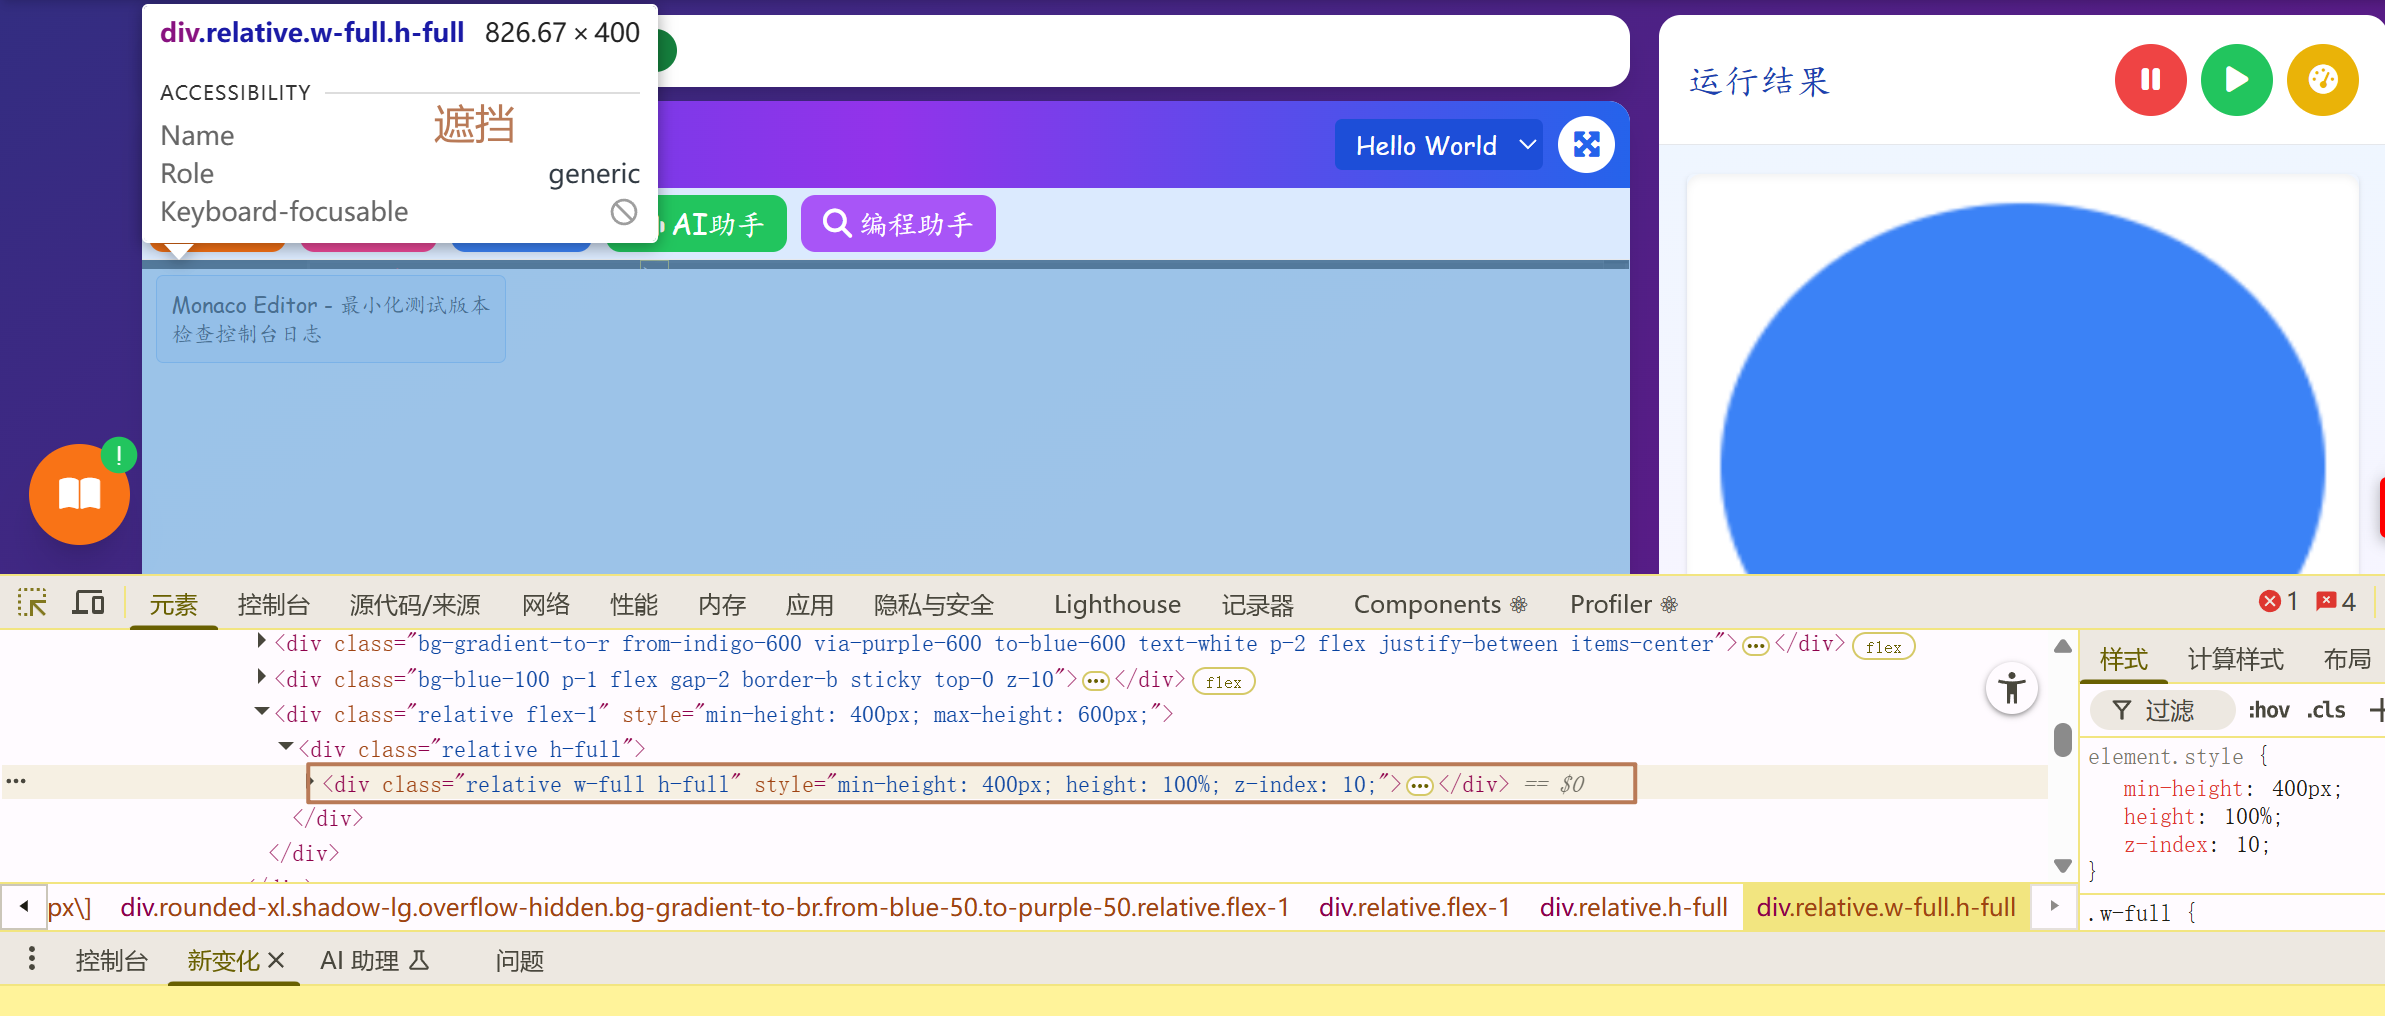 div.relative.w-full.h-full 826.67 × 400
ACCESSIBILITY
遮挡
Name
Role generic
Keyboard-focusable
Hello World
AI助手
编程助手
Monaco Editor - 最小化测试版本
检查控制台日志
!
运行结果
元素 控制台 源代码/来源 网络 性能 内存 应用 隐私与安全 Lighthouse 记录器 Components Profiler 1 4
<div class="bg-gradient-to-r from-indigo-600 via-purple-600 to-blue-600 text-white p-2 flex justify-between items-center">…</div> flex
<div class="bg-blue-100 p-1 flex gap-2 border-b sticky top-0 z-10">…</div> flex
<div class="relative flex-1" style="min-height: 400px; max-height: 600px;">
<div class="relative h-full">
… <div class="relative w-full h-full" style="min-height: 400px; height: 100%; z-index: 10;">…</div> == $0
</div>
</div>
样式 计算样式 布局
过滤 :hov .cls +
element.style {
min-height: 400px;
height: 100%;
z-index: 10;
}
.w-full {
px\] div.rounded-xl.shadow-lg.overflow-hidden.bg-gradient-to-br.from-blue-50.to-purple-50.relative.flex-1 div.relative.flex-1 div.relative.h-full div.relative.w-full.h-full
控制台 新变化 AI 助理 问题